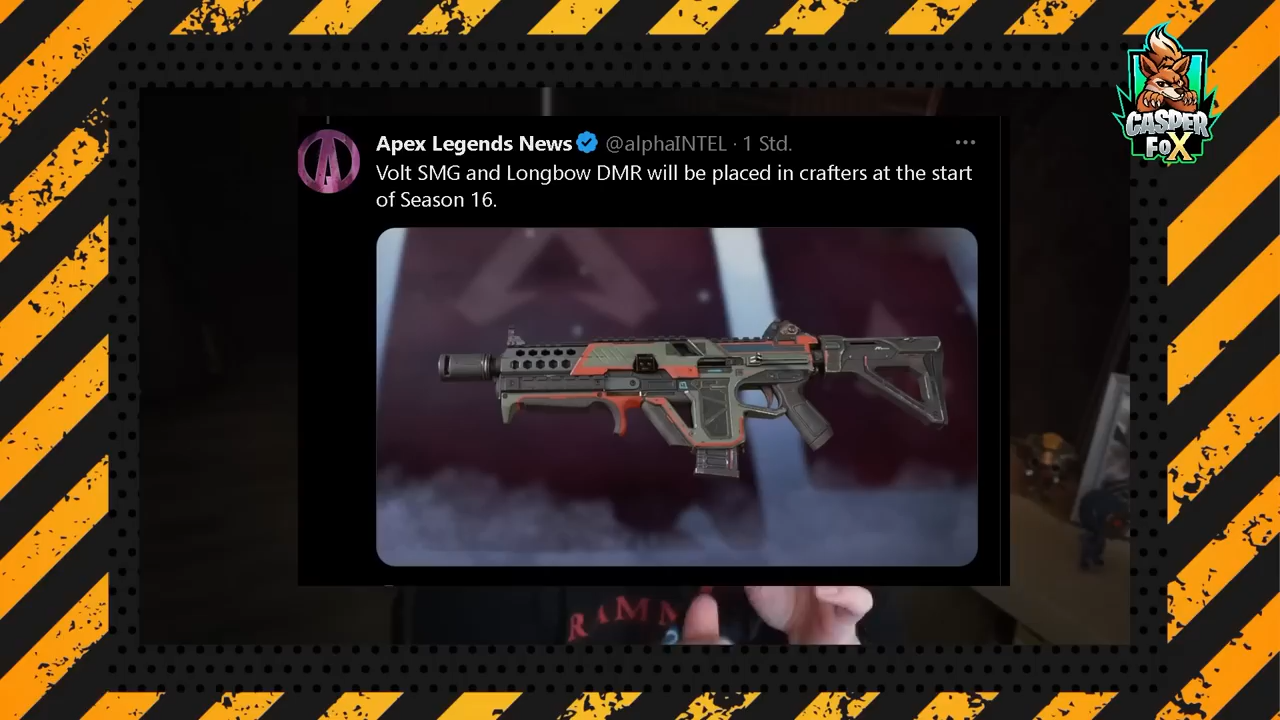 CASPER
FOX
Apex Legends News @alphaINTEL · 1 Std.
Volt SMG and Longbow DMR will be placed in crafters at the start
of Season 16.
RAMM